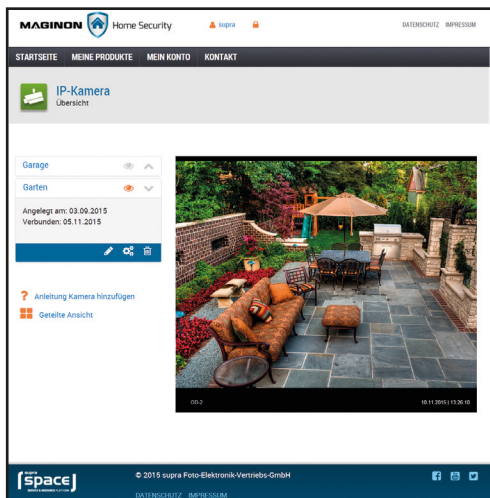 MAGINON Home Security
supra
DATENSCHUTZ IMPRESSUM
STARTSEITE MEINE PRODUKTE MEIN KONTO KONTAKT
IP-Kamera
Übersicht
Garage
Garten
Angelegt am: 03.09.2015
Verbunden: 05.11.2015
? Anleitung Kamera hinzufügen
Geteilte Ansicht
OD-2
10.11.2015 | 13:26:10
supra
space
© 2015 supra Foto-Elektronik-Vertriebs-GmbH
DATENSCHUTZ IMPRESSUM